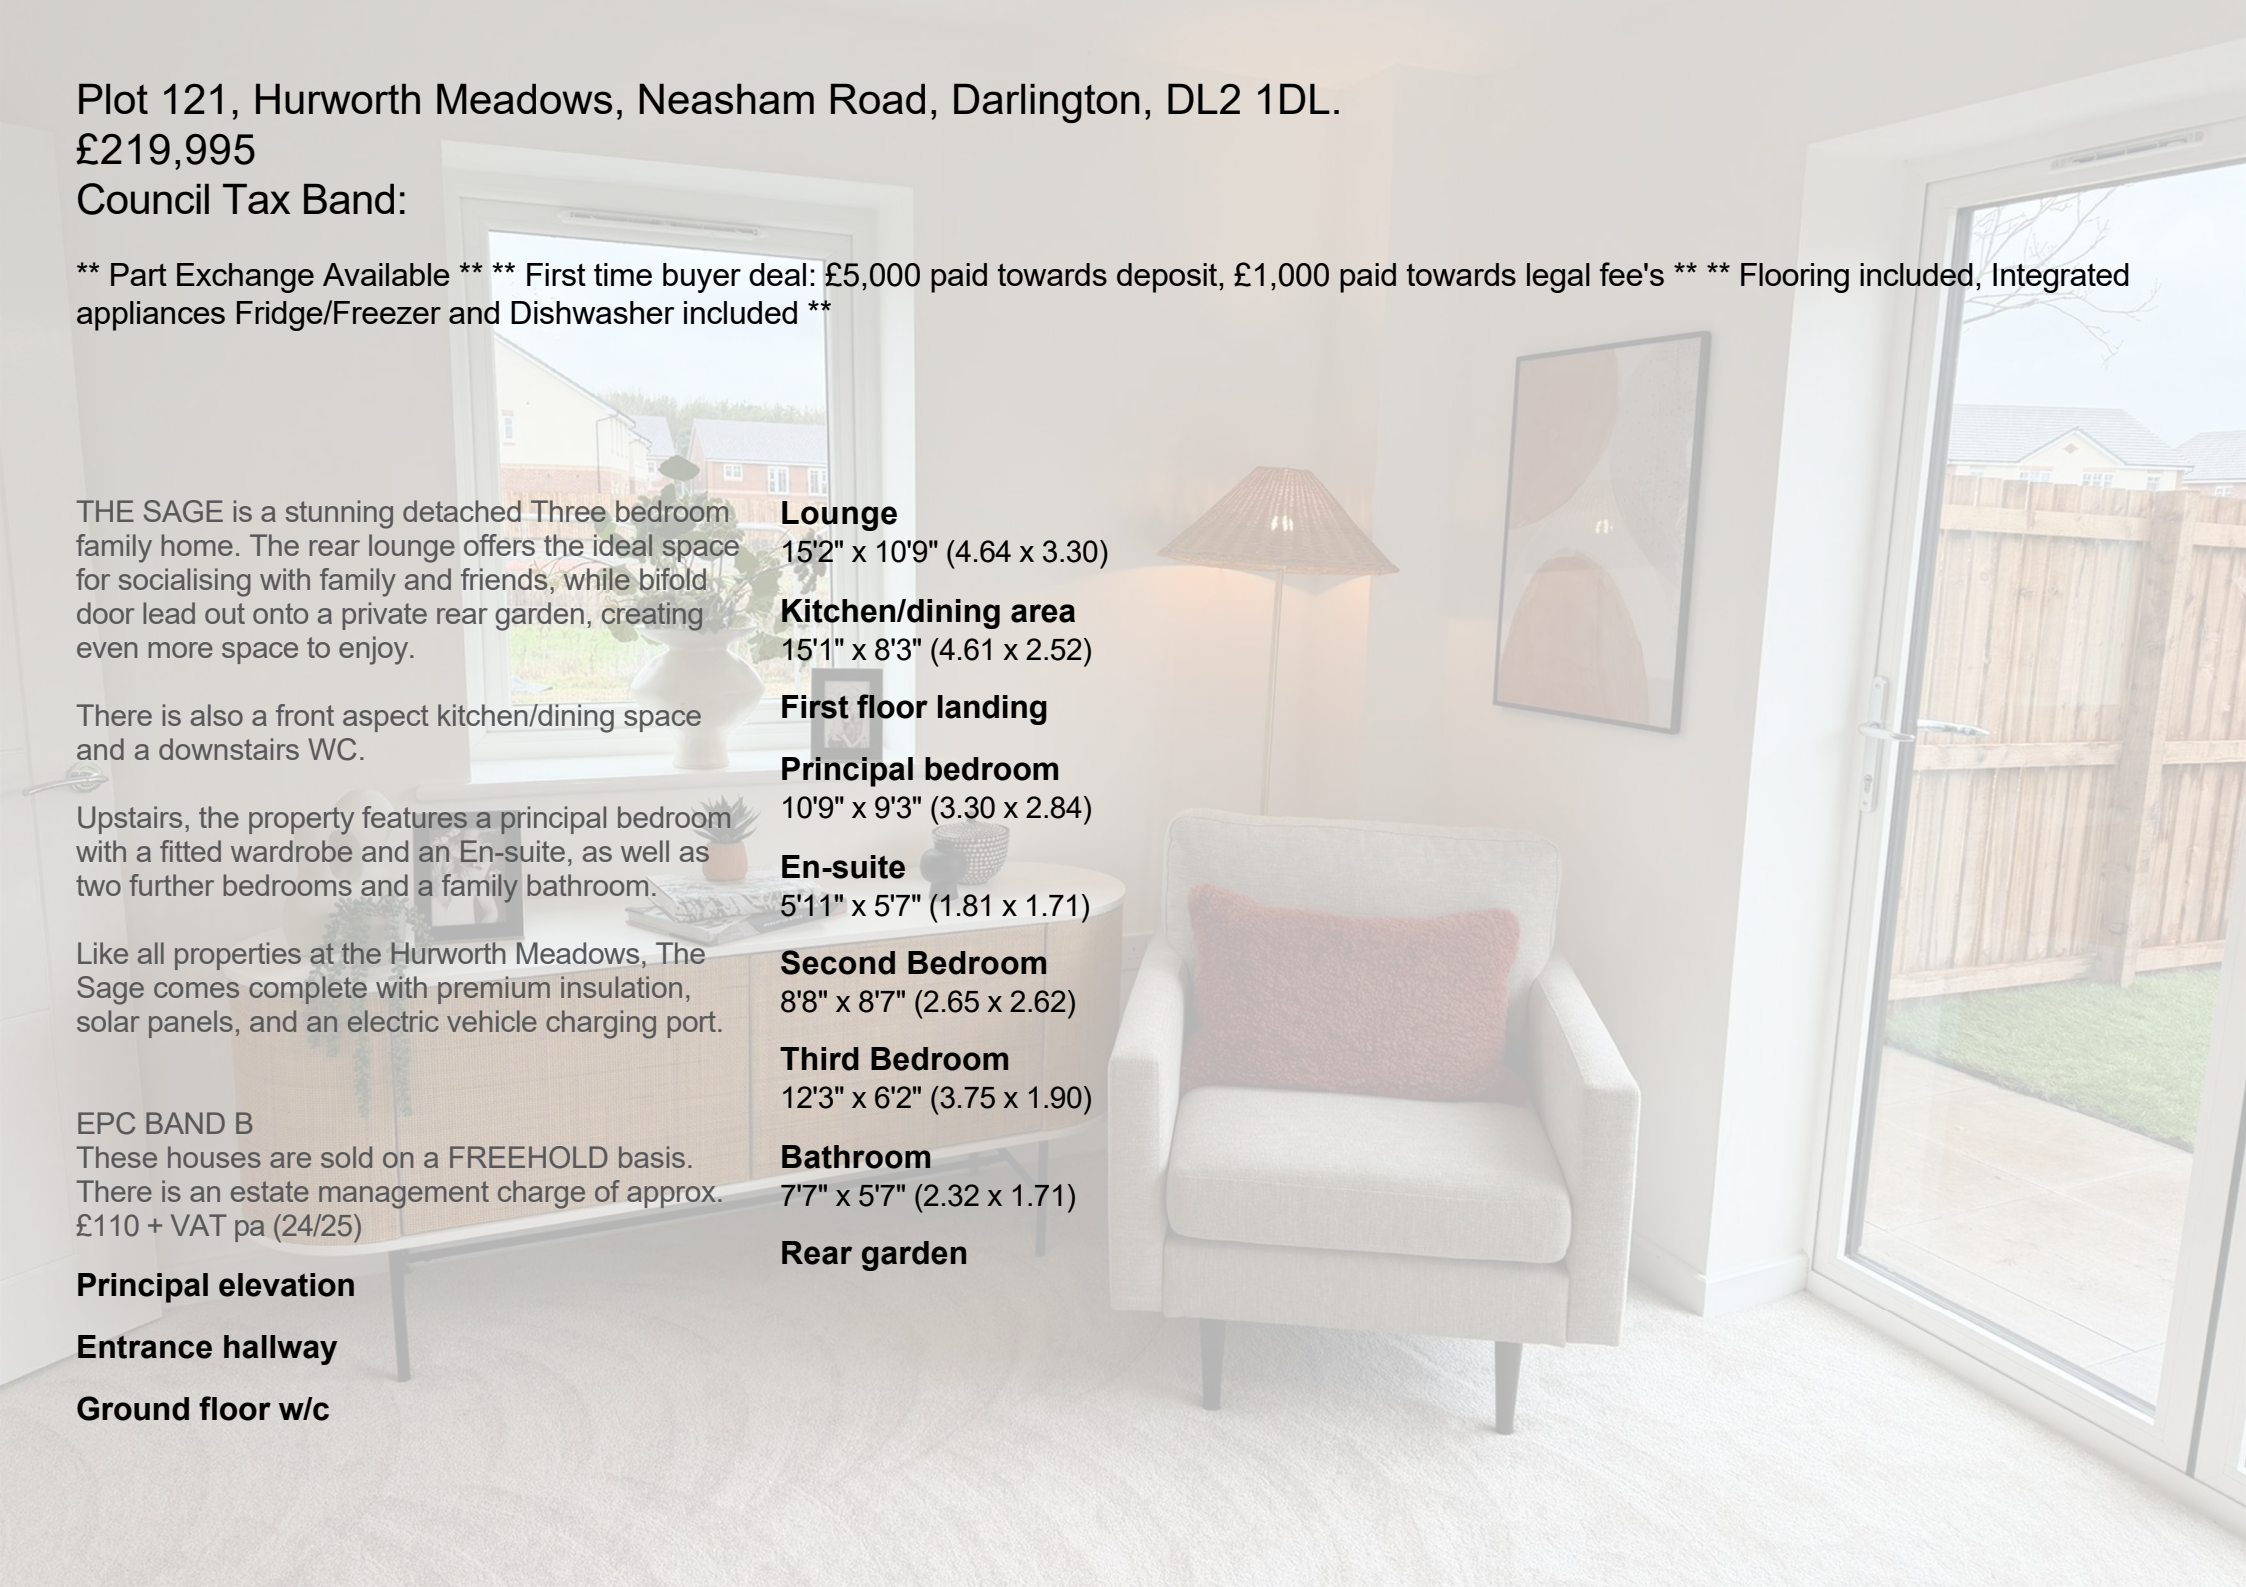 Plot 121, Hurworth Meadows, Neasham Road, Darlington, DL2 1DL.
£219,995
Council Tax Band:
** Part Exchange Available ** ** First time buyer deal: £5,000 paid towards deposit, £1,000 paid towards legal fee's ** ** Flooring included, Integrated
appliances Fridge/Freezer and Dishwasher included **
THE SAGE is a stunning detached Three bedroom
family home. The rear lounge offers the ideal space
for socialising with family and friends, while bifold
door lead out onto a private rear garden, creating
even more space to enjoy.
There is also a front aspect kitchen/dining space
and a downstairs WC.
Upstairs, the property features a principal bedroom
with a fitted wardrobe and an En-suite, as well as
two further bedrooms and a family bathroom.
Like all properties at the Hurworth Meadows, The
Sage comes complete with premium insulation,
solar panels, and an electric vehicle charging port.
EPC BAND B
These houses are sold on a FREEHOLD basis.
There is an estate management charge of approx.
£110 + VAT pa (24/25)
Principal elevation
Entrance hallway
Ground floor w/c
Lounge
15'2" x 10'9" (4.64 x 3.30)
Kitchen/dining area
15'1" x 8'3" (4.61 x 2.52)
First floor landing
Principal bedroom
10'9" x 9'3" (3.30 x 2.84)
En-suite
5'11" x 5'7" (1.81 x 1.71)
Second Bedroom
8'8" x 8'7" (2.65 x 2.62)
Third Bedroom
12'3" x 6'2" (3.75 x 1.90)
Bathroom
7'7" x 5'7" (2.32 x 1.71)
Rear garden